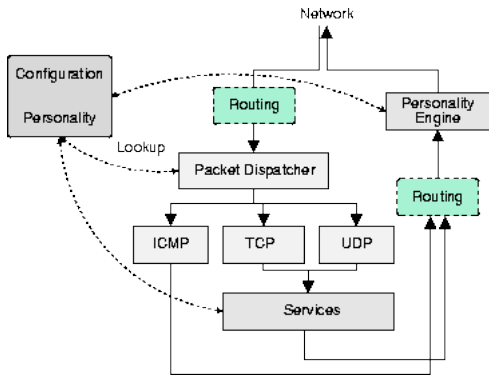 Network
Configuration
Personality
Routing
Personality
Engine
Lookup
Packet Dispatcher
Routing
ICMP
TCP
UDP
Services